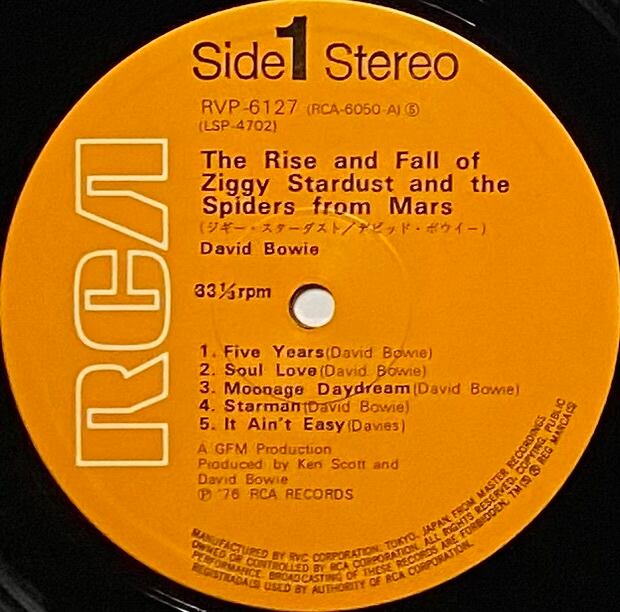 Side 1 Stereo
RVP-6127 (RCA-6050-A) Ⓢ
(LSP-4702)
The Rise and Fall of
Ziggy Stardust and the
Spiders from Mars
(ジギー・スターダスト/デビッド・ボウイー)
David Bowie
33⅓rpm
RCA
1. Five Years(David Bowie)
2. Soul Love(David Bowie)
3. Moonage Daydream(David Bowie)
4. Starman(David Bowie)
5. It Ain't Easy(Davies)
A GFM Production
Produced by Ken Scott and
David Bowie
Ⓟ '76 RCA RECORDS
MANUFACTURED BY RVC CORPORATION, TOKYO, JAPAN, FROM MASTER RECORDINGS
OWNED OR CONTROLLED BY RCA CORPORATION. ALL RIGHTS RESERVED. COPYING, PUBLIC
PERFORMANCE, BROADCASTING OF THESE RECORDS ARE FORBIDDEN. TM(S) ® REG MARCA(S)
REGISTRADA(S) USED BY AUTHORITY OF RCA CORPORATION.